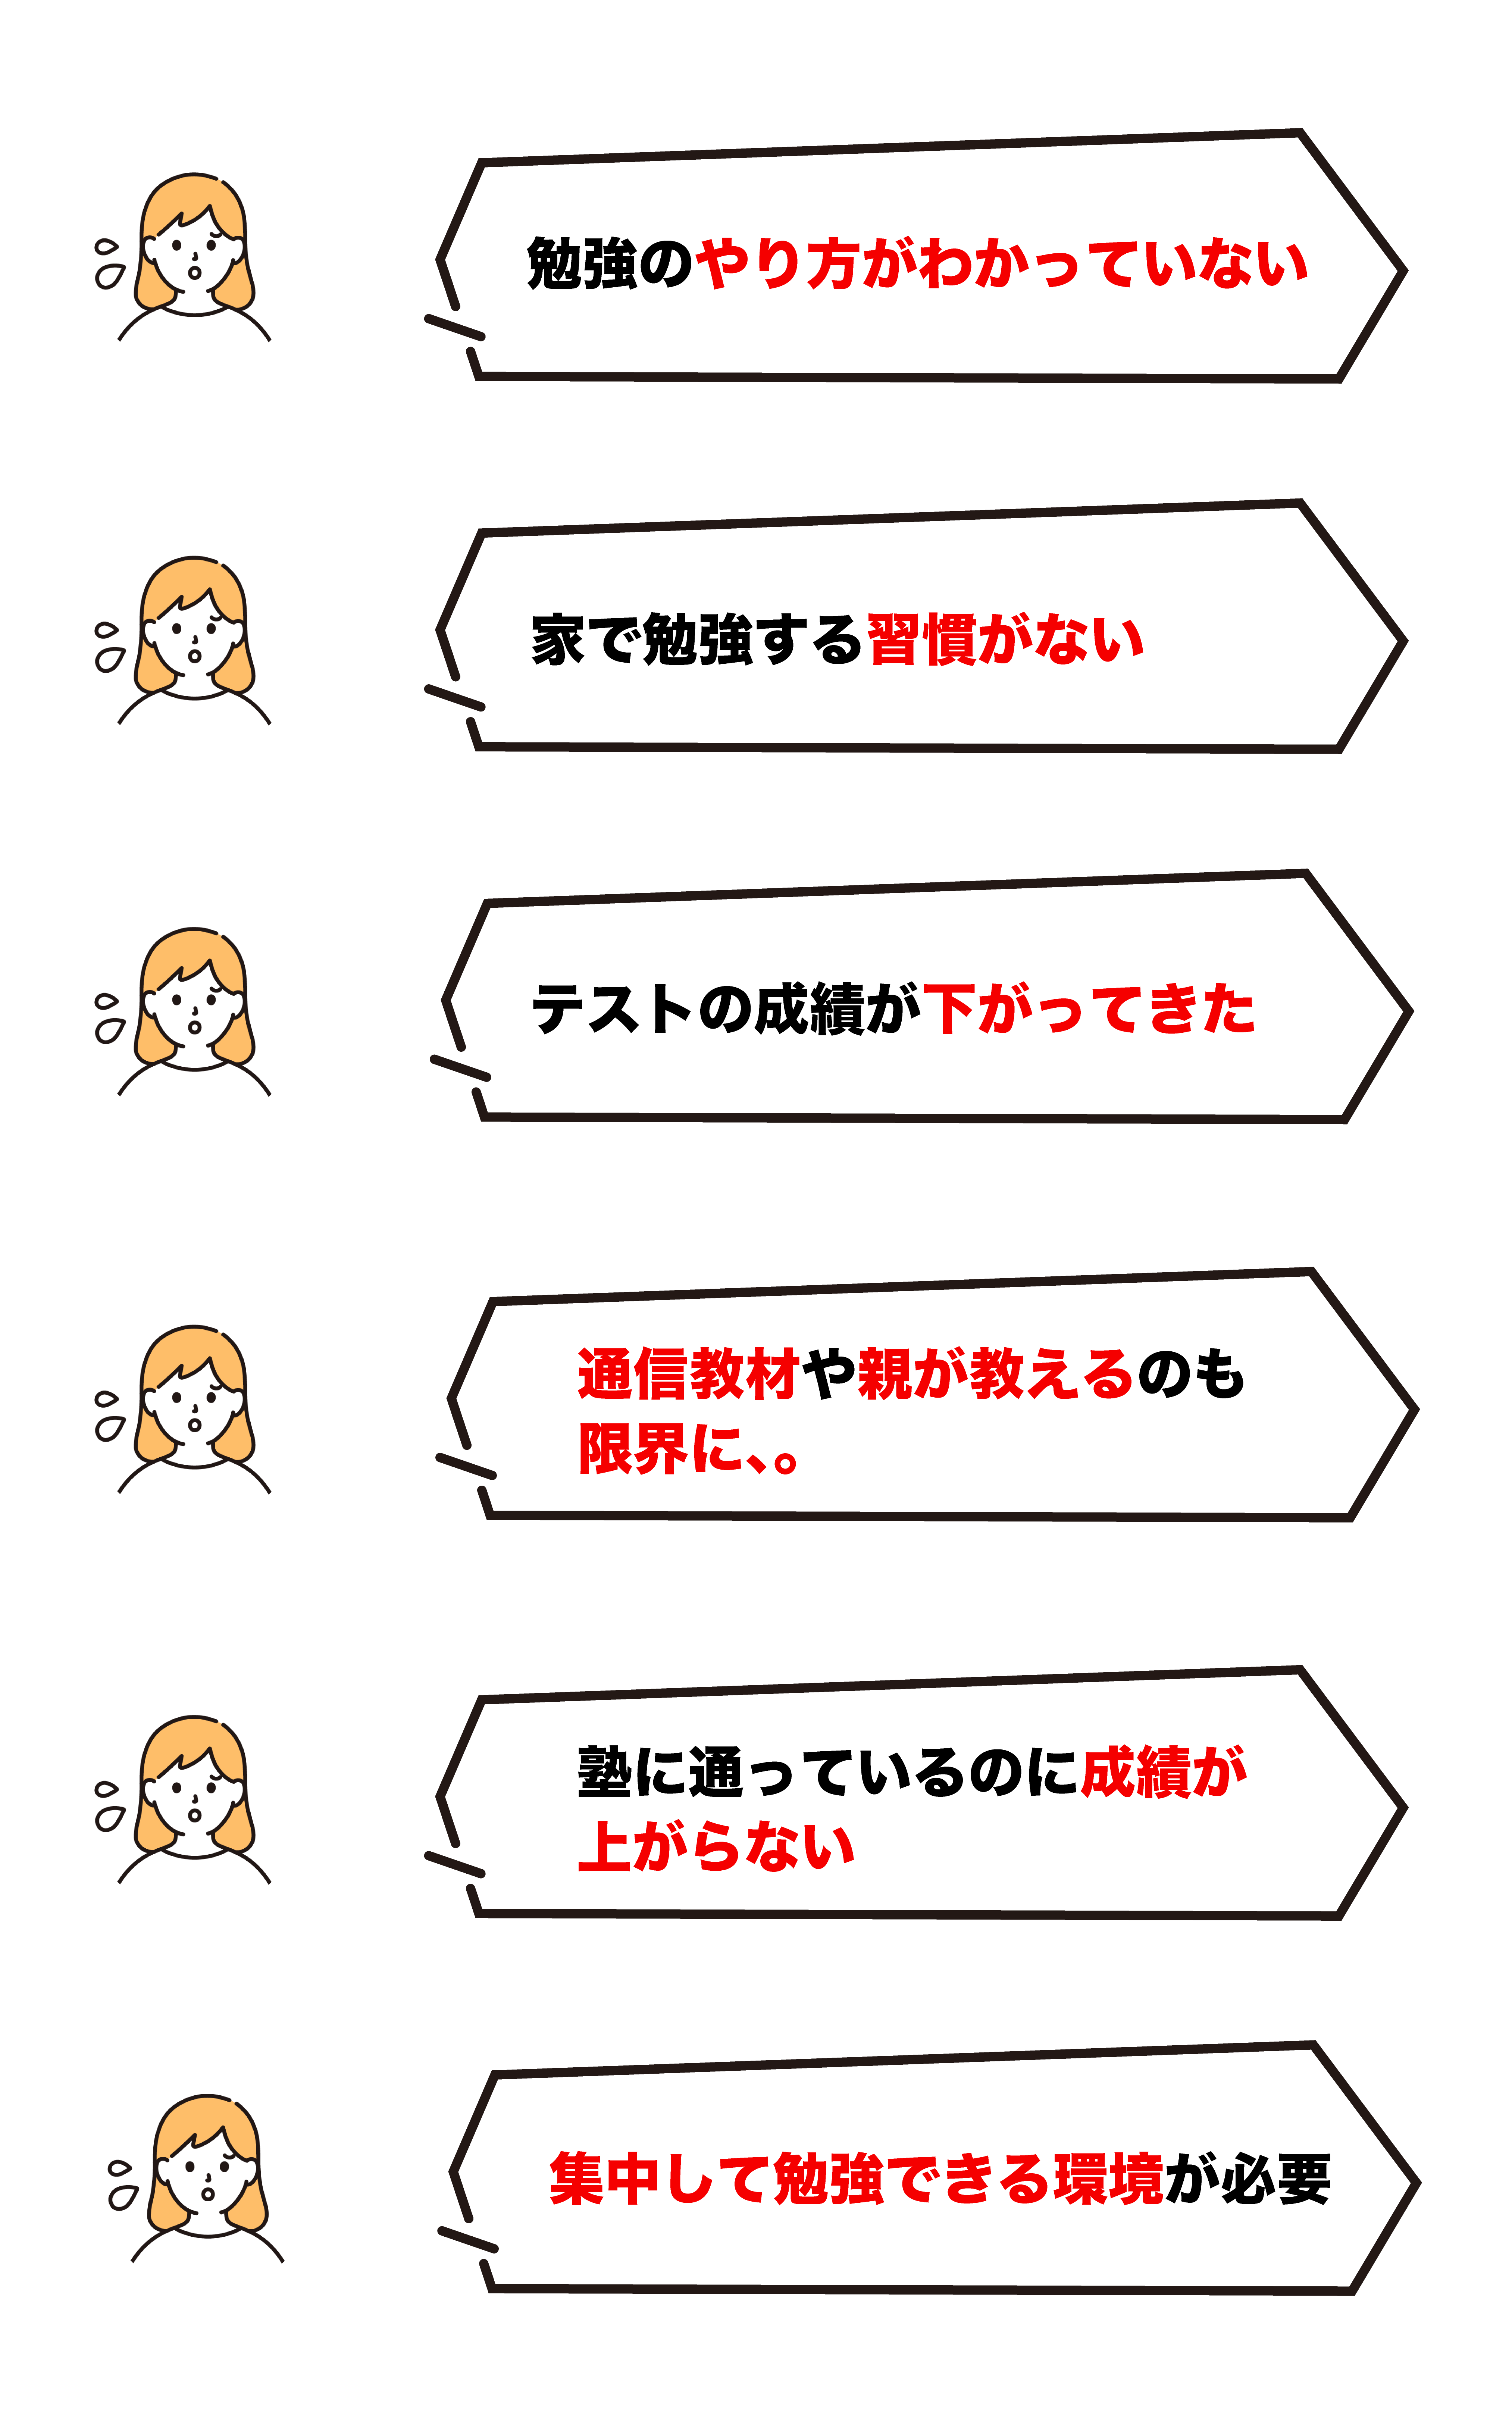 勉強のやり方がわかっていない
家で勉強する習慣がない
テストの成績が下がってきた
通信教材や親が教えるのも
限界に、。
塾に通っているのに成績が
上がらない
集中して勉強できる環境が必要